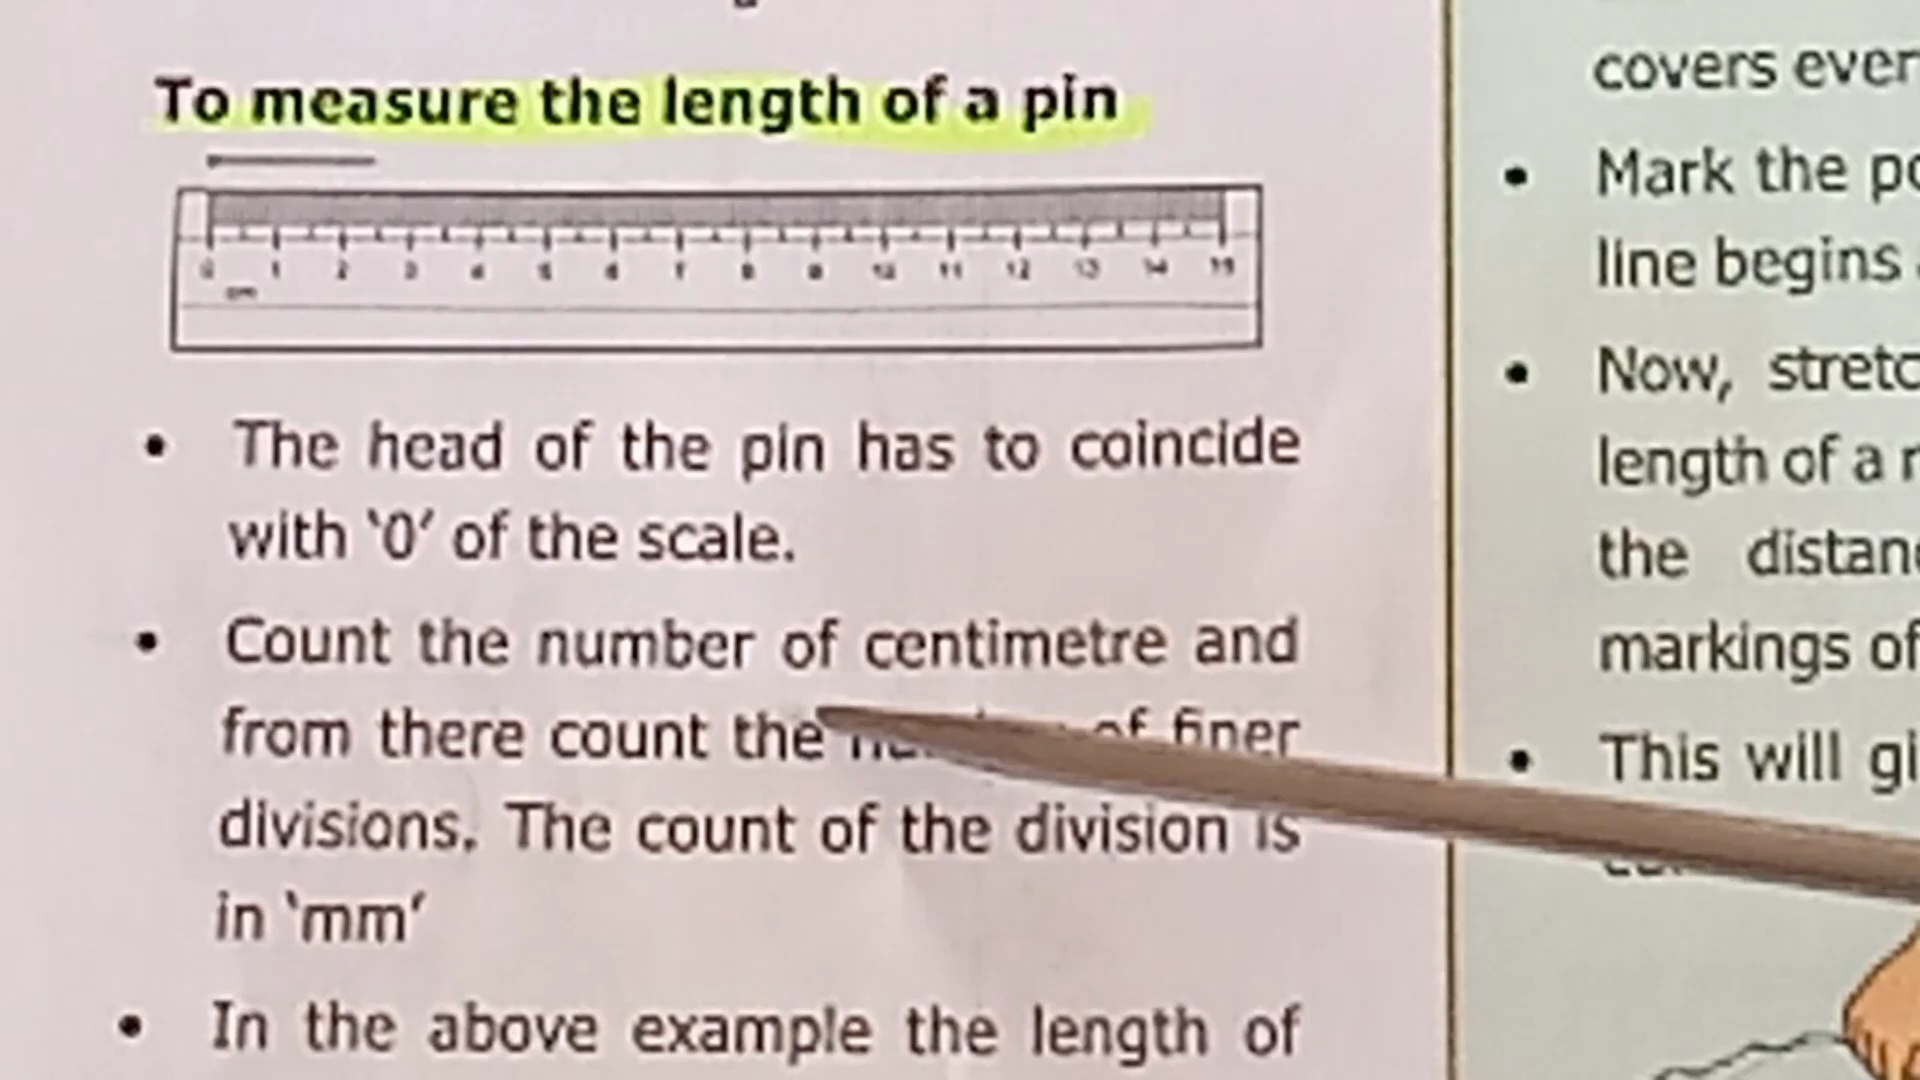 To measure the length of a pin
0 1 2 3 4 5 6 7 8 9 10 11 12 13 14 15
cm
• The head of the pin has to coincide
with ‘0’ of the scale.
• Count the number of centimetre and
from there count the of finer
divisions. The count of the division is
in ‘mm’
• In the above example the length of
covers ever
• Mark the po
line begins
• Now, stretc
length of a
the distanc
markings of
• This will gi